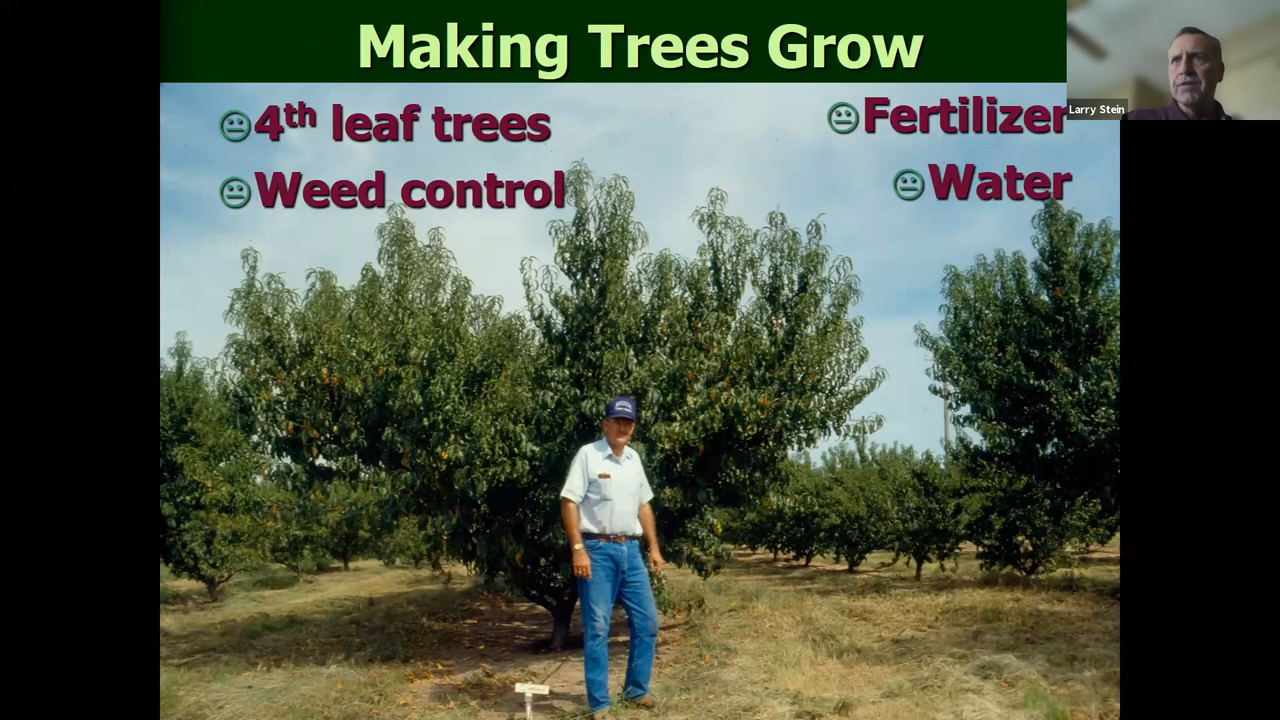 Making Trees Grow
4th leaf trees
Weed control
Fertilizer
Water
Larry Stein